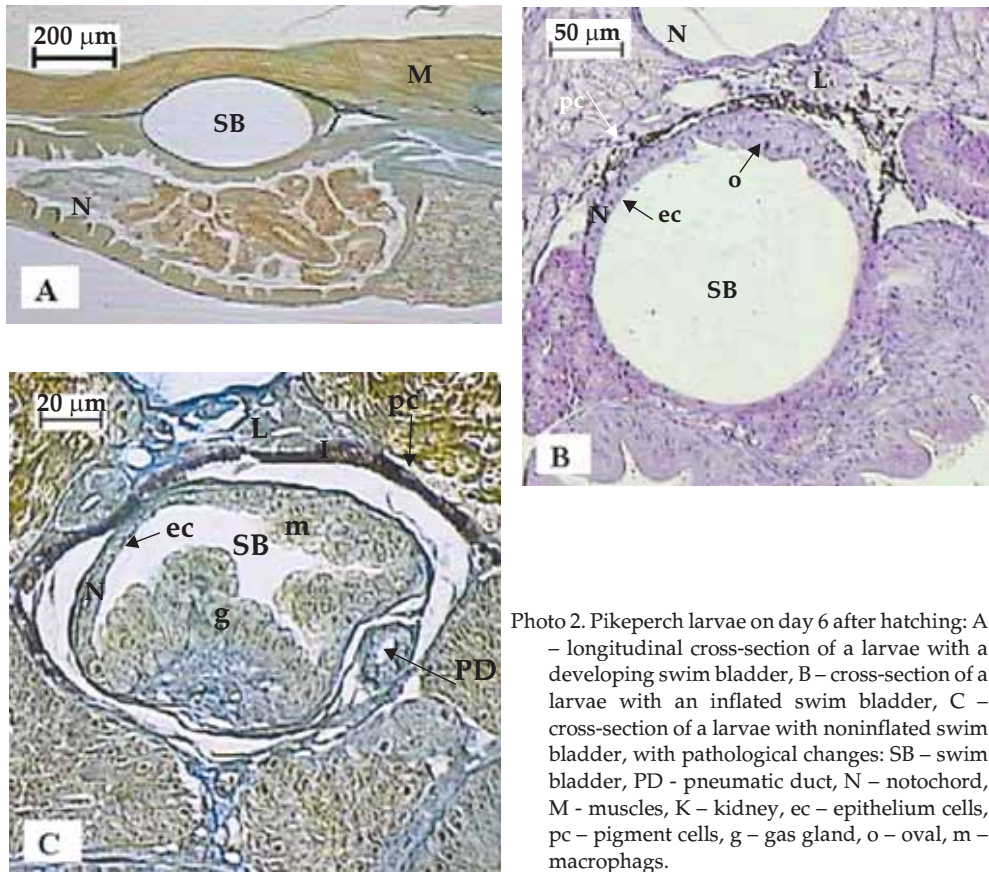 200 µm
M
SB
N
A
50 µm
N
L
pc
o
N
ec
SB
B
20 µm
pc
L
I
ec
m
SB
N
g
PD
C
Photo 2. Pikeperch larvae on day 6 after hatching: A
– longitudinal cross-section of a larvae with a
developing swim bladder, B – cross-section of a
larvae with an inflated swim bladder, C –
cross-section of a larvae with noninflated swim
bladder, with pathological changes: SB – swim
bladder, PD - pneumatic duct, N – notochord,
M - muscles, K – kidney, ec – epithelium cells,
pc – pigment cells, g – gas gland, o – oval, m –
macrophags.